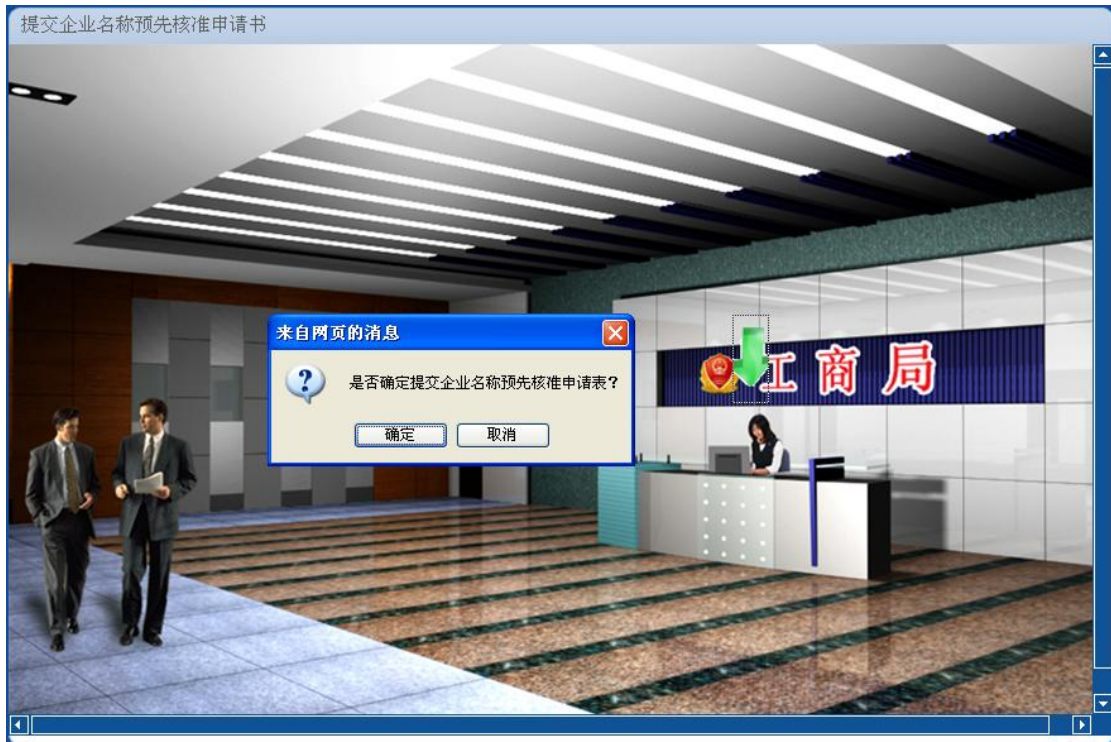 提交企业名称预先核准申请书
来自网页的消息
是否确定提交企业名称预先核准申请表?
确定
取消
工商局